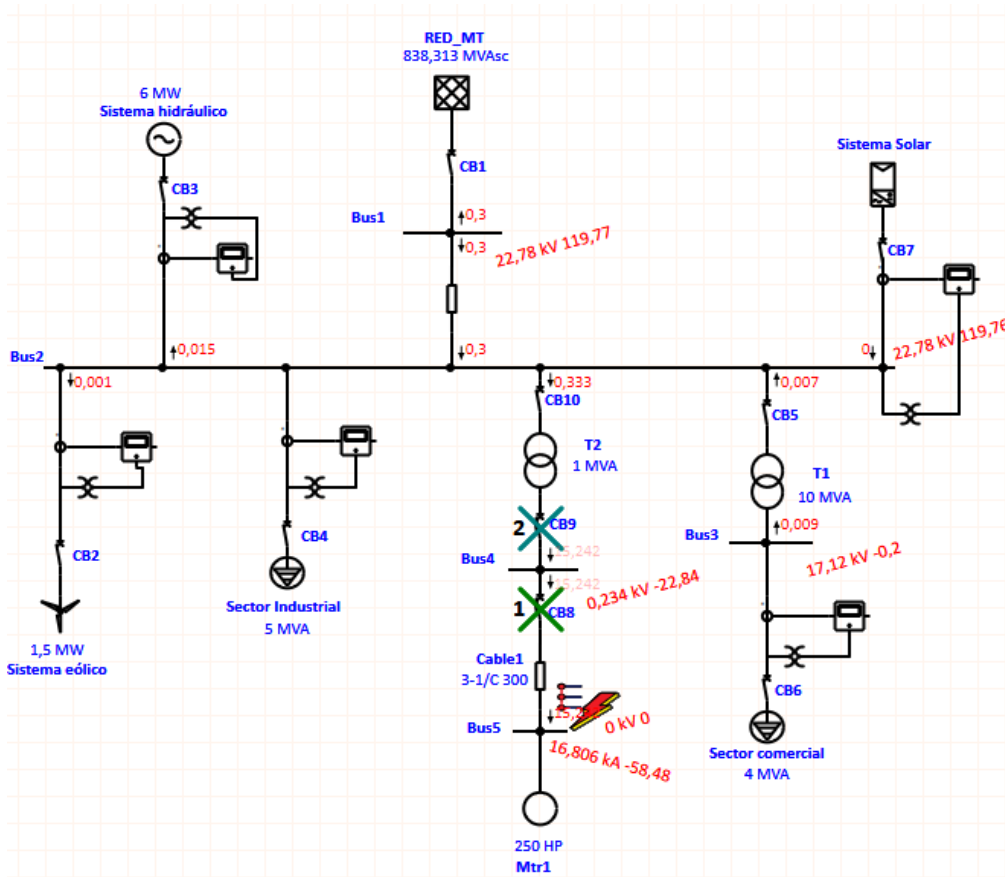 RED_MT
838,313 MVAsc
6 MW
Sistema hidráulico
CB3
CB1
Sistema Solar
CB7
Bus1
0,3
0,3
22,78 kV 119,77
Bus2
0,015
0,3
0
22,78 kV 119,76
0,001
0,333
0,007
CB10
CB5
T2
1 MVA
T1
10 MVA
2
CB9
CB2
CB4
Bus3
0,009
17,12 kV -0,2
15,242
Bus4
15,242
0,234 kV -22,84
1
CB8
Sector Industrial
5 MVA
1,5 MW
Sistema eólico
Cable1
3-1/C 300
CB6
Bus5
0 kV 0
16,806 kA -58,48
Sector comercial
4 MVA
250 HP
Mtr1